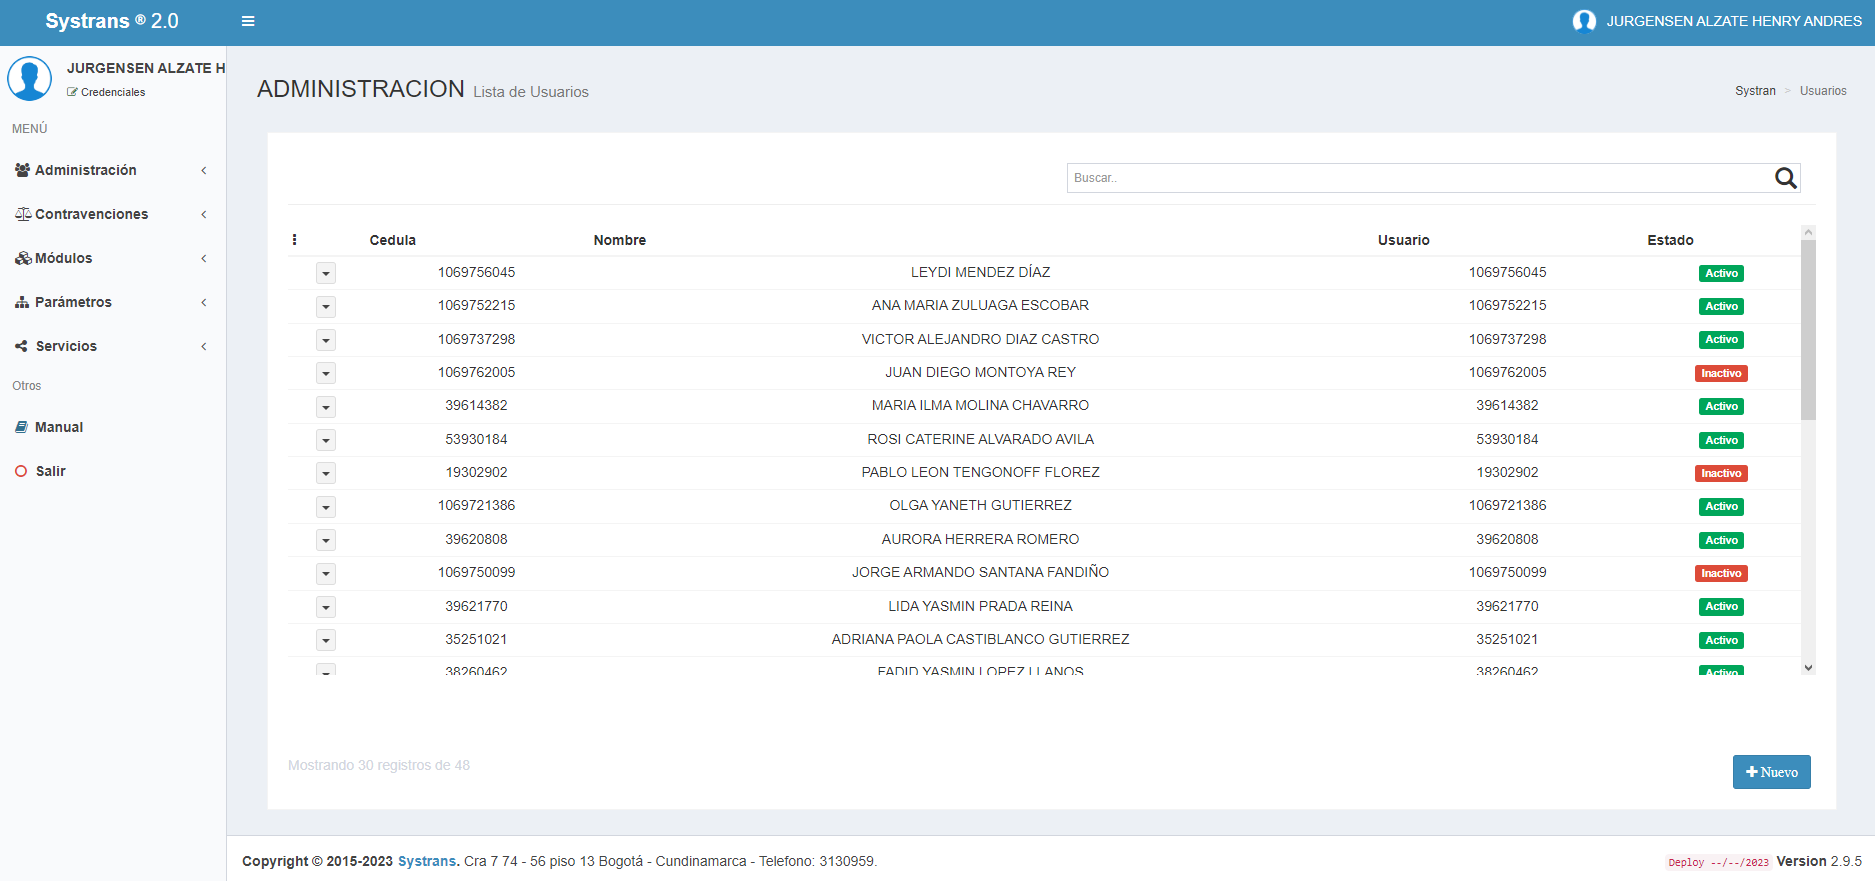 Systrans ® 2.0
JURGENSEN ALZATE HENRY ANDRES
JURGENSEN ALZATE H
Credenciales
MENÚ
Administración
Contravenciones
Módulos
Parámetros
Servicios
Otros
Manual
Salir
ADMINISTRACION Lista de Usuarios
Systran > Usuarios
Buscar..
Cedula Nombre Usuario Estado
1069756045 LEYDI MENDEZ DÍAZ 1069756045 Activo
1069752215 ANA MARIA ZULUAGA ESCOBAR 1069752215 Activo
1069737298 VICTOR ALEJANDRO DIAZ CASTRO 1069737298 Activo
1069762005 JUAN DIEGO MONTOYA REY 1069762005 Inactivo
39614382 MARIA ILMA MOLINA CHAVARRO 39614382 Activo
53930184 ROSI CATERINE ALVARADO AVILA 53930184 Activo
19302902 PABLO LEON TENGONOFF FLOREZ 19302902 Inactivo
1069721386 OLGA YANETH GUTIERREZ 1069721386 Activo
39620808 AURORA HERRERA ROMERO 39620808 Activo
1069750099 JORGE ARMANDO SANTANA FANDIÑO 1069750099 Inactivo
39621770 LIDA YASMIN PRADA REINA 39621770 Activo
35251021 ADRIANA PAOLA CASTIBLANCO GUTIERREZ 35251021 Activo
38260462 FADID YASMIN LOPEZ LLANOS 38260462 Activo
Mostrando 30 registros de 48
Nuevo
Copyright © 2015-2023 Systrans. Cra 7 74 - 56 piso 13 Bogotá - Cundinamarca - Telefono: 3130959.
Deploy --/--/2023 Version 2.9.5